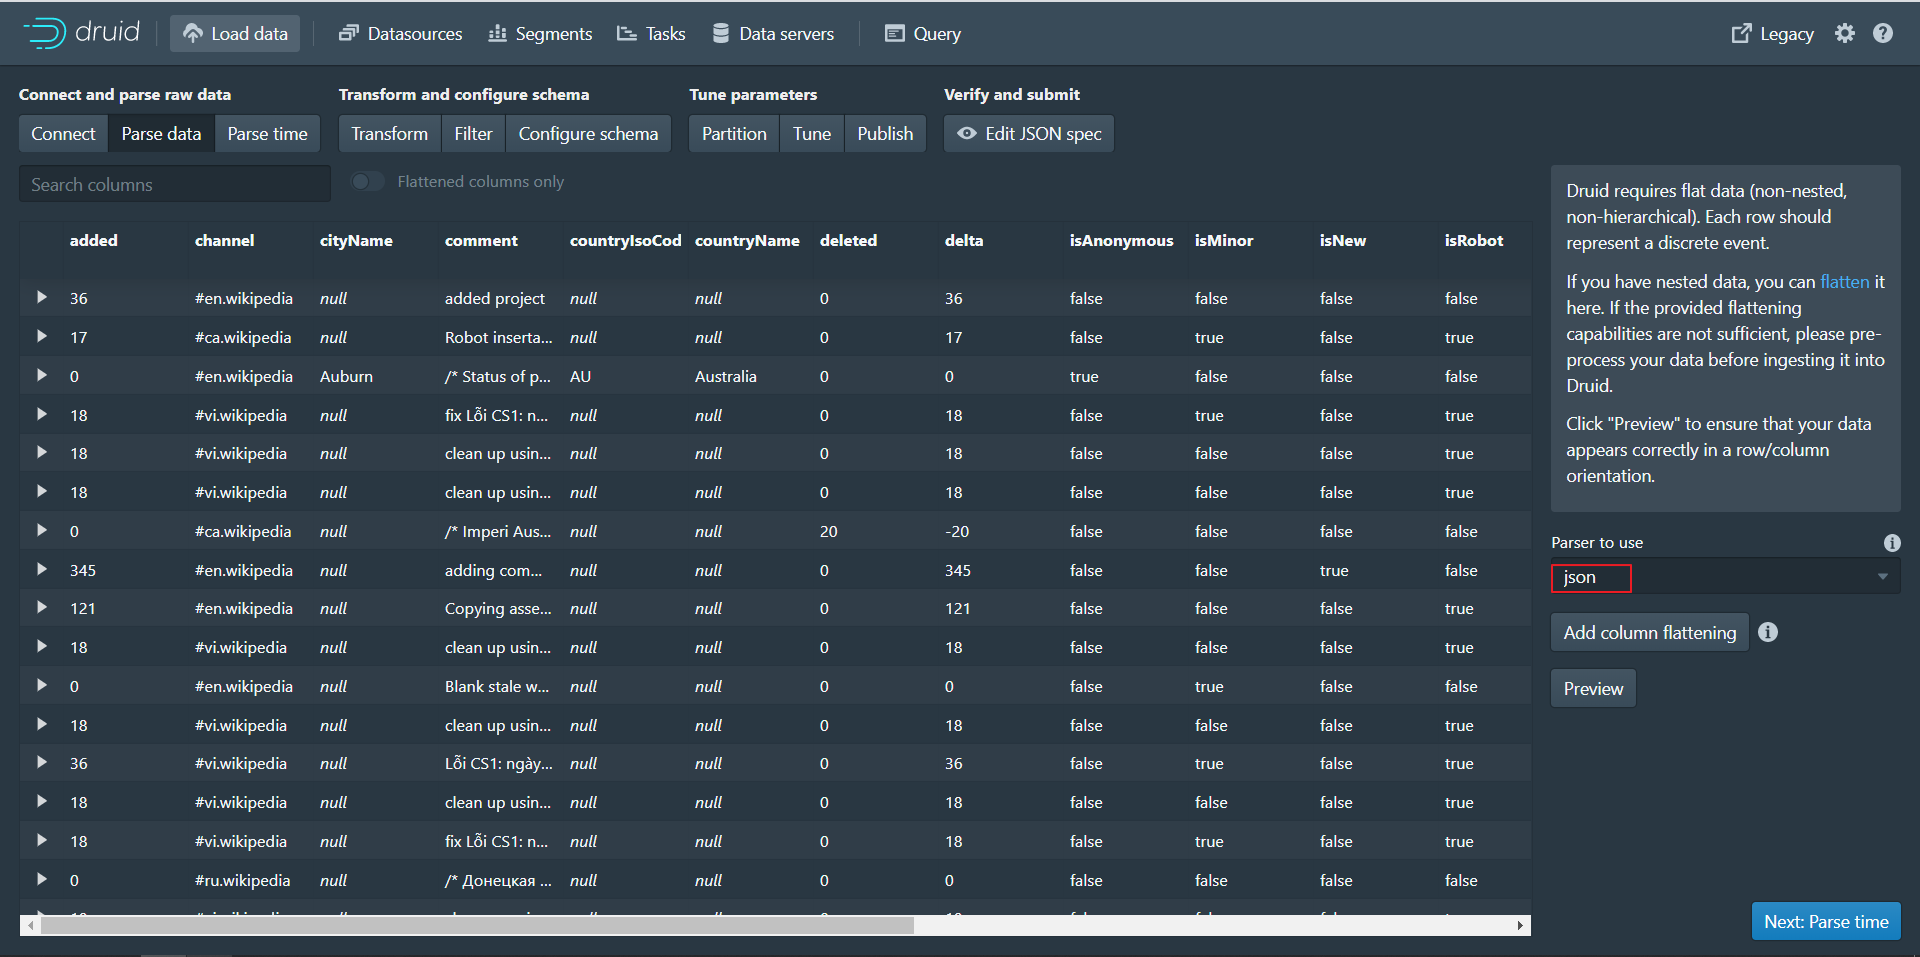 druid Load data Datasources Segments Tasks Data servers Query Legacy
Connect and parse raw data Transform and configure schema Tune parameters Verify and submit
Connect Parse data Parse time Transform Filter Configure schema Partition Tune Publish Edit JSON spec
Search columns Flattened columns only
added channel cityName comment countryIsoCod countryName deleted delta isAnonymous isMinor isNew isRobot
36 #en.wikipedia null added project null null 0 36 false false false false
17 #ca.wikipedia null Robot inserta... null null 0 17 false true false true
0 #en.wikipedia Auburn /* Status of p... AU Australia 0 0 true false false false
18 #vi.wikipedia null fix Lỗi CS1: n... null null 0 18 false true false true
18 #vi.wikipedia null clean up usin... null null 0 18 false false false true
18 #vi.wikipedia null clean up usin... null null 0 18 false false false true
0 #ca.wikipedia null /* Imperi Aus... null null 20 -20 false false false false
345 #en.wikipedia null adding com... null null 0 345 false false true false
121 #en.wikipedia null Copying asse... null null 0 121 false false false true
18 #vi.wikipedia null clean up usin... null null 0 18 false false false true
0 #en.wikipedia null Blank stale w... null null 0 0 false true false false
18 #vi.wikipedia null clean up usin... null null 0 18 false false false true
36 #vi.wikipedia null Lỗi CS1: ngày... null null 0 36 false true false true
18 #vi.wikipedia null clean up usin... null null 0 18 false false false true
18 #vi.wikipedia null fix Lỗi CS1: n... null null 0 18 false true false true
0 #ru.wikipedia null /* Донецкая ... null null 0 0 false false false false
Druid requires flat data (non-nested,
non-hierarchical). Each row should
represent a discrete event.
If you have nested data, you can flatten it
here. If the provided flattening
capabilities are not sufficient, please pre-
process your data before ingesting it into
Druid.
Click "Preview" to ensure that your data
appears correctly in a row/column
orientation.
Parser to use
json
Add column flattening
Preview
Next: Parse time